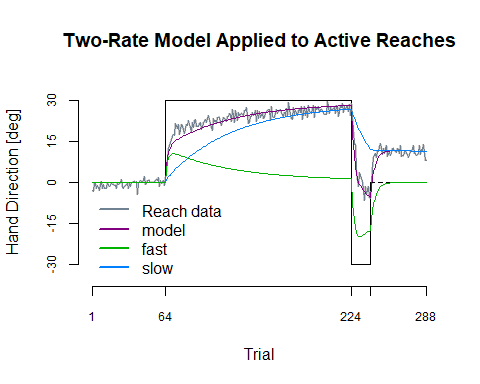 Two-Rate Model Applied to Active Reaches
Hand Direction [deg]
30
15
0
-15
-30
Reach data
model
fast
slow
1
64
224
288
Trial